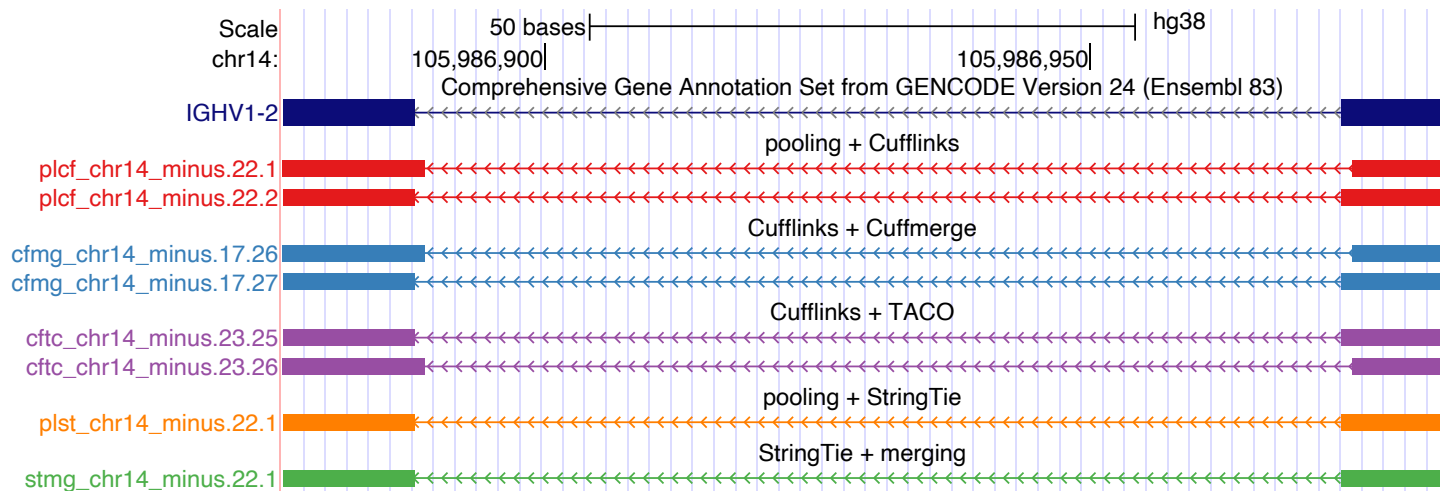 Scale 50 bases hg38
chr14: 105,986,900 105,986,950
Comprehensive Gene Annotation Set from GENCODE Version 24 (Ensembl 83)
IGHV1-2
pooling + Cufflinks
plcf_chr14_minus.22.1
plcf_chr14_minus.22.2
Cufflinks + Cuffmerge
cfmg_chr14_minus.17.26
cfmg_chr14_minus.17.27
Cufflinks + TACO
cftc_chr14_minus.23.25
cftc_chr14_minus.23.26
pooling + StringTie
plst_chr14_minus.22.1
StringTie + merging
stmg_chr14_minus.22.1